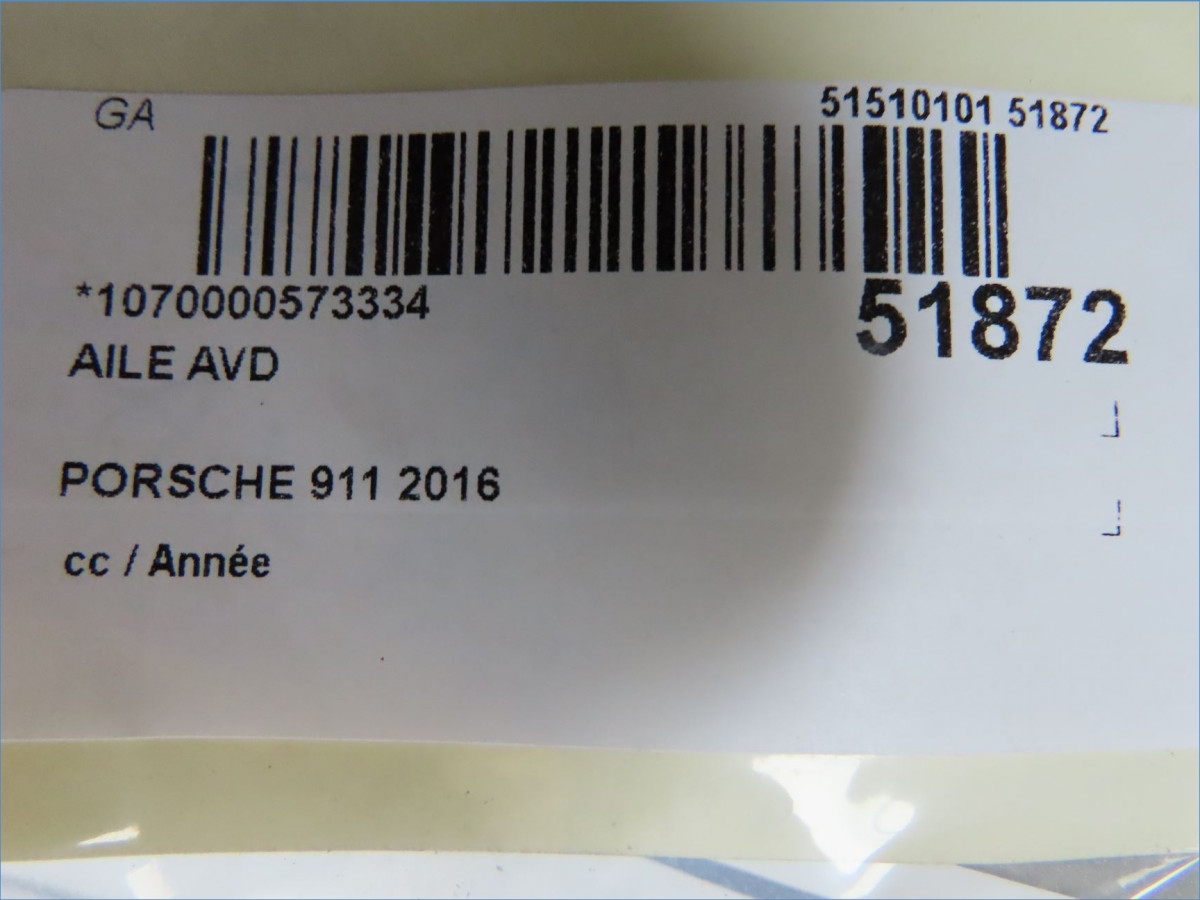 GA 51510101 51872
*1070000573334 51872
AILE AVD
PORSCHE 911 2016
cc / Année